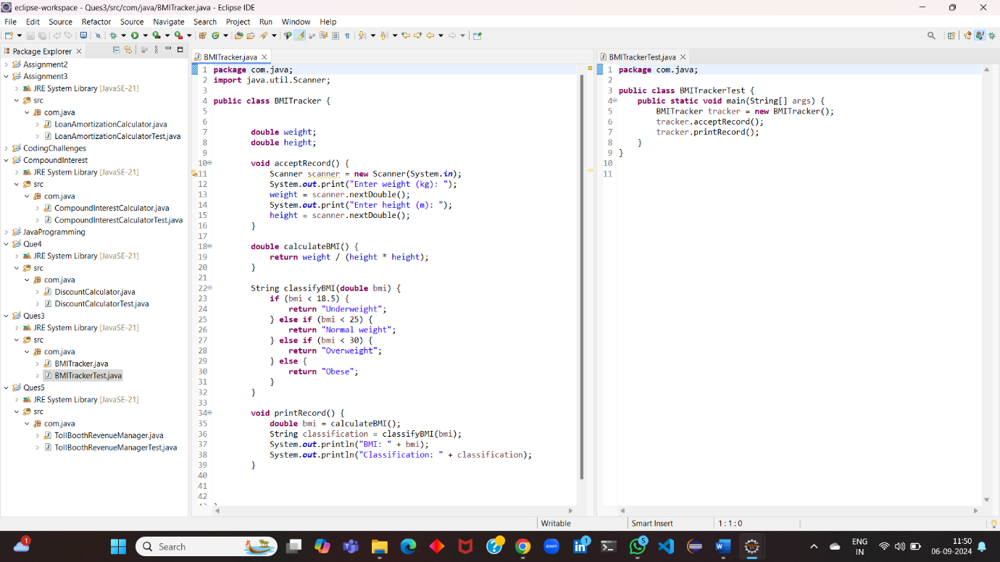 eclipse-workspace - Ques3/src/com/java/BMITracker.java - Eclipse IDE
File Edit Source Refactor Source Navigate Search Project Run Window Help
Package Explorer
Assignment2
Assignment3
JRE System Library [JavaSE-21]
src
com.java
LoanAmortizationCalculator.java
LoanAmortizationCalculatorTest.java
CodingChallenges
CompoundInterest
JRE System Library [JavaSE-21]
src
com.java
CompoundInterestCalculator.java
CompoundInterestCalculatorTest.java
JavaProgramming
Que4
JRE System Library [JavaSE-21]
src
com.java
DiscountCalculator.java
DiscountCalculatorTest.java
Ques3
JRE System Library [JavaSE-21]
src
com.java
BMITracker.java
BMITrackerTest.java
Ques5
JRE System Library [JavaSE-21]
src
com.java
TollBoothRevenueManager.java
TollBoothRevenueManagerTest.java
BMITracker.java
1 package com.java;
2 import java.util.Scanner;
3
4 public class BMITracker {
5
6
7 double weight;
8 double height;
9
10 void acceptRecord() {
11 Scanner scanner = new Scanner(System.in);
12 System.out.print("Enter weight (kg): ");
13 weight = scanner.nextDouble();
14 System.out.print("Enter height (m): ");
15 height = scanner.nextDouble();
16 }
17
18 double calculateBMI() {
19 return weight / (height * height);
20 }
21
22 String classifyBMI(double bmi) {
23 if (bmi < 18.5) {
24 return "Underweight";
25 } else if (bmi < 25) {
26 return "Normal weight";
27 } else if (bmi < 30) {
28 return "Overweight";
29 } else {
30 return "Obese";
31 }
32 }
33
34 void printRecord() {
35 double bmi = calculateBMI();
36 String classification = classifyBMI(bmi);
37 System.out.println("BMI: " + bmi);
38 System.out.println("Classification: " + classification);
39 }
40
41
42
BMITrackerTest.java
1 package com.java;
2
3 public class BMITrackerTest {
4 public static void main(String[] args) {
5 BMITracker tracker = new BMITracker();
6 tracker.acceptRecord();
7 tracker.printRecord();
8 }
9 }
10
11
Writable Smart Insert 1 : 1 : 0
1
Search
zoom
1
5
ENG
IN
11:50
06-09-2024